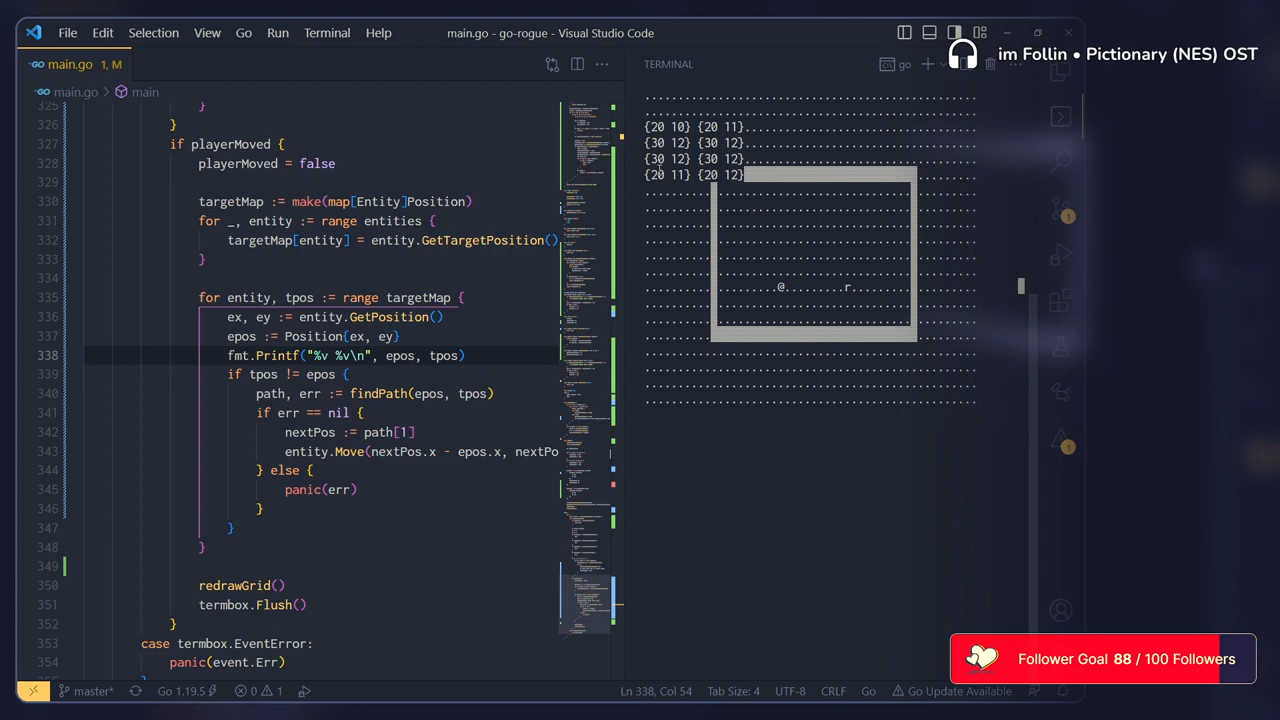 File Edit Selection View Go Run Terminal Help
main.go - go-rogue - Visual Studio Code
im Follin • Pictionary (NES) OST
main.go 1, M
main.go > main
325 }
326 }
327 if playerMoved {
328 playerMoved = false
329
330 targetMap := make(map[Entity]Position)
331 for _, entity := range entities {
332 targetMap[entity] = entity.GetTargetPosition()
333 }
334
335 for entity, tpos := range targetMap {
336 ex, ey := entity.GetPosition()
337 epos := Position{ex, ey}
338 fmt.Printf("%v %v\n", epos, tpos)
339 if tpos != epos {
340 path, err := findPath(epos, tpos)
341 if err == nil {
342 nextPos := path[1]
343 entity.Move(nextPos.x - epos.x, nextPo
344 } else {
345 panic(err)
346 }
347 }
348 }
349
350 redrawGrid()
351 termbox.Flush()
352 }
353 case termbox.EventError:
354 panic(event.Err)
TERMINAL
go
{20 10} {20 11}
{30 12} {30 12}
{30 12} {30 12}
{20 11} {20 12}
@ r
1
1
Follower Goal 88 / 100 Followers
master* Go 1.19.5 0 1
Ln 338, Col 54 Tab Size: 4 UTF-8 CRLF Go Go Update Available